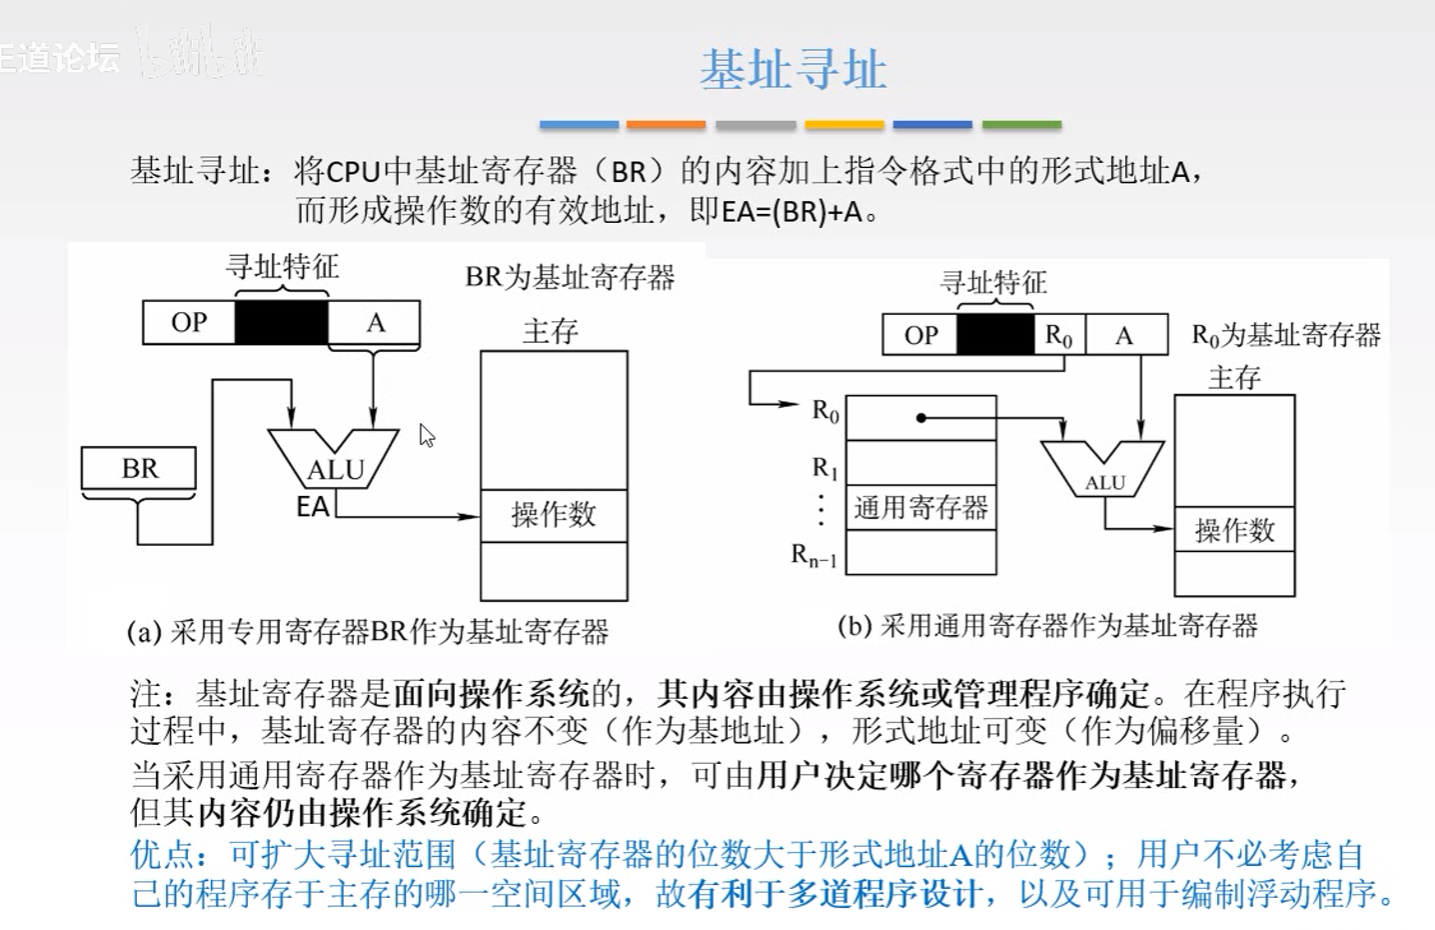 王道论坛 bilibili
基址寻址
基址寻址：将CPU中基址寄存器（BR）的内容加上指令格式中的形式地址A，
而形成操作数的有效地址，即EA=(BR)+A。
寻址特征
BR为基址寄存器
OP
A
主存
BR
ALU
EA
操作数
(a) 采用专用寄存器BR作为基址寄存器
寻址特征
OP
R₀
A
R₀为基址寄存器
主存
R₀
R₁
⋮
通用寄存器
Rₙ₋₁
ALU
操作数
(b) 采用通用寄存器作为基址寄存器
注：基址寄存器是面向操作系统的，其内容由操作系统或管理程序确定。在程序执行
过程中，基址寄存器的内容不变（作为基地址），形式地址可变（作为偏移量）。
当采用通用寄存器作为基址寄存器时，可由用户决定哪个寄存器作为基址寄存器，
但其内容仍由操作系统确定。
优点：可扩大寻址范围（基址寄存器的位数大于形式地址A的位数）；用户不必考虑自
己的程序存于主存的哪一空间区域，故有利于多道程序设计，以及可用于编制浮动程序。